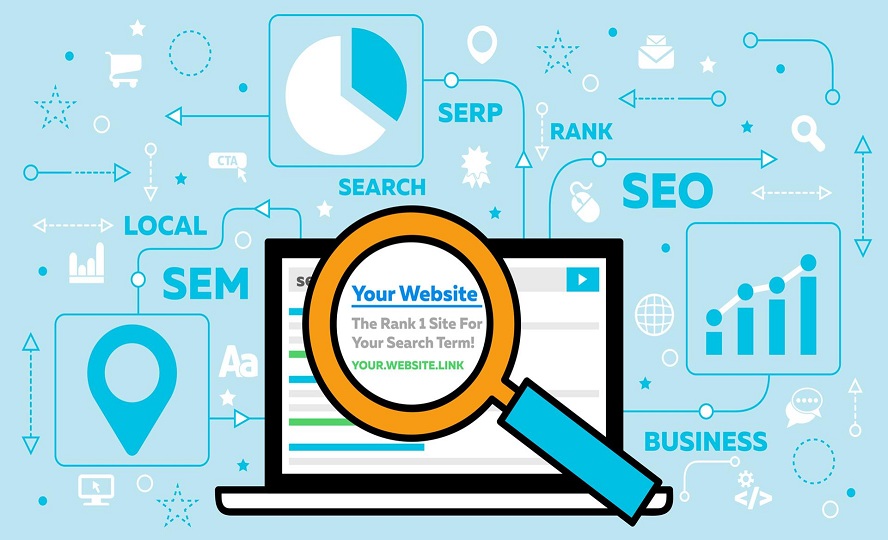 SERP
RANK
CTA
SEARCH
SEO
LOCAL
SEM
Your Website
The Rank 1 Site For
Your Search Term!
YOUR.WEBSITE.LINK
Aa
BUSINESS
</>